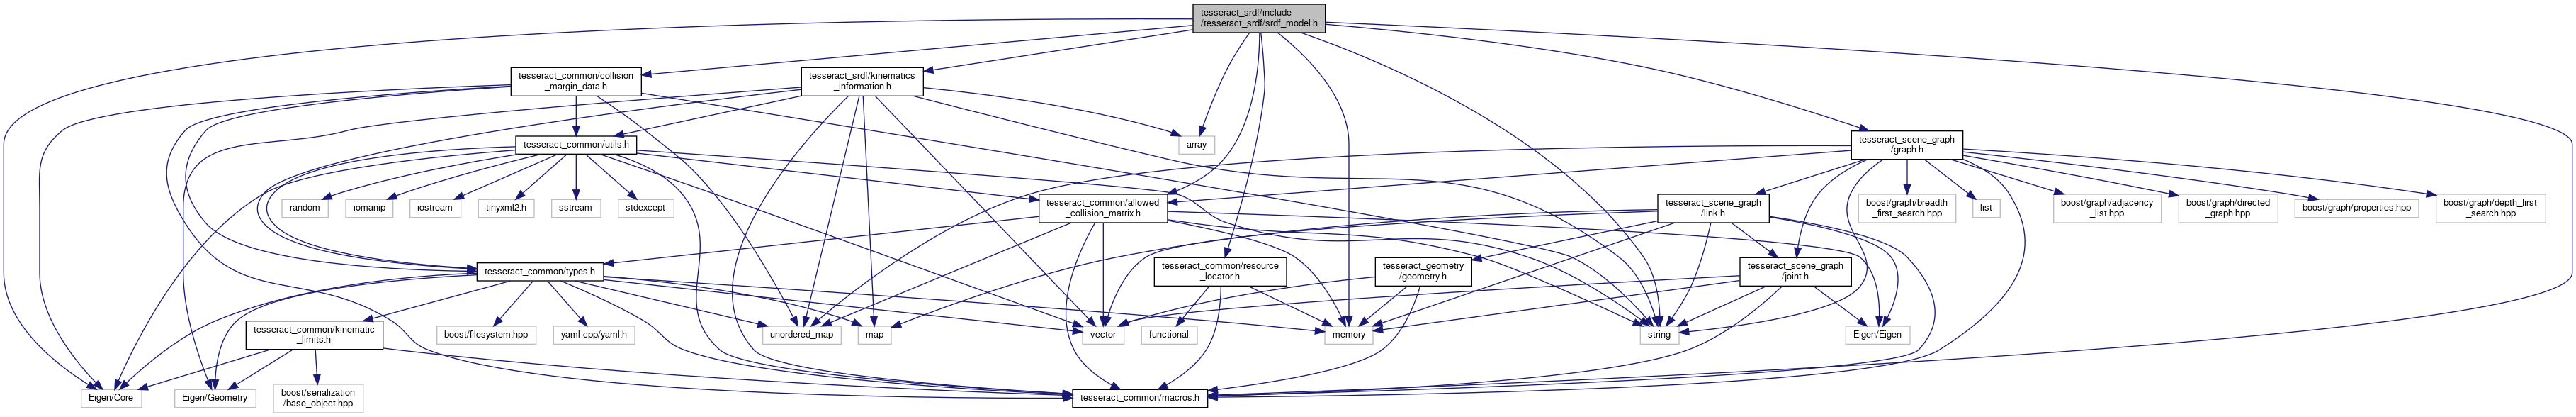 tesseract_srdf/include
/tesseract_srdf/srdf_model.h
tesseract_common/collision
_margin_data.h
tesseract_srdf/kinematics
_information.h
tesseract_common/utils.h
array
tesseract_scene_graph
/graph.h
random
iomanip
iostream
tinyxml2.h
sstream
stdexcept
tesseract_common/allowed
_collision_matrix.h
tesseract_scene_graph
/link.h
boost/graph/breadth
_first_search.hpp
list
boost/graph/adjacency
_list.hpp
boost/graph/directed
_graph.hpp
boost/graph/properties.hpp
boost/graph/depth_first
_search.hpp
tesseract_common/types.h
tesseract_common/resource
_locator.h
tesseract_geometry
/geometry.h
tesseract_scene_graph
/joint.h
tesseract_common/kinematic
_limits.h
boost/filesystem.hpp
yaml-cpp/yaml.h
unordered_map
map
vector
functional
memory
string
Eigen/Eigen
Eigen/Core
Eigen/Geometry
boost/serialization
/base_object.hpp
tesseract_common/macros.h